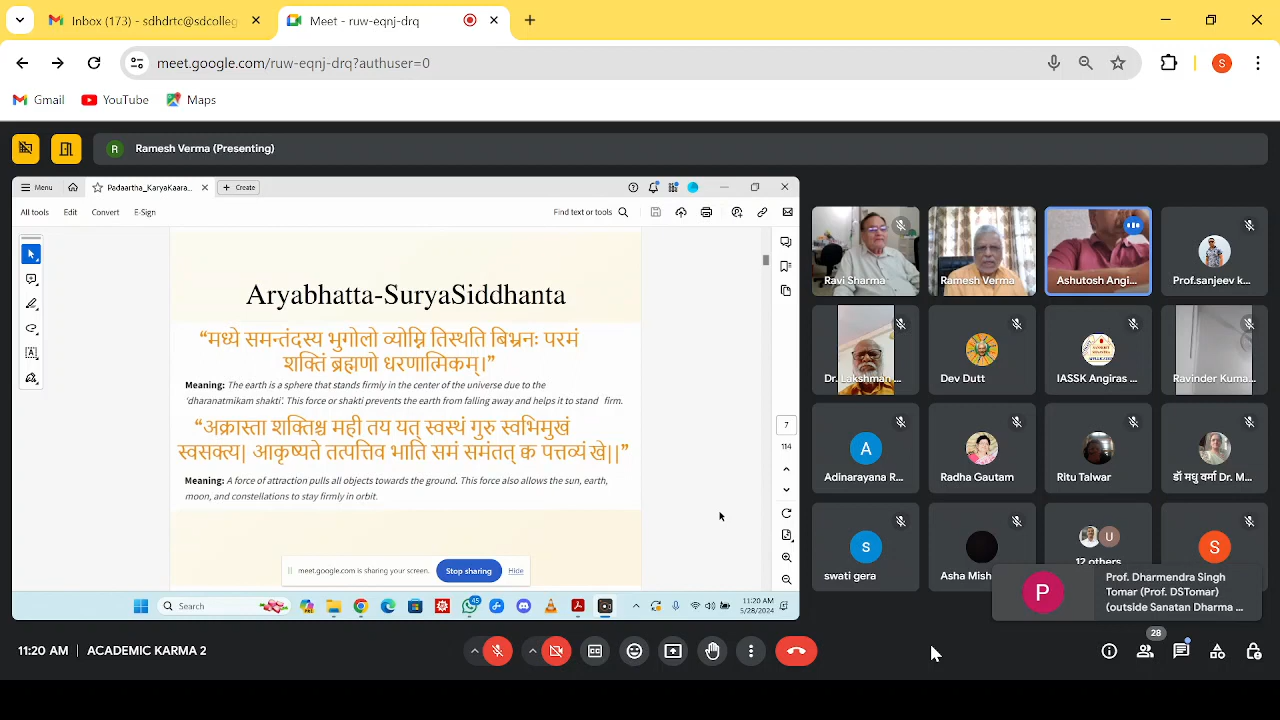 Inbox (173) - sdhdrtc@sdcolleg
Meet - ruw-eqnj-drq
meet.google.com/ruw-eqnj-drq?authuser=0
Gmail
YouTube
Maps
R
Ramesh Verma (Presenting)
Menu
Padaartha_KaryaKaara...
Create
All tools
Edit
Convert
E-Sign
Find text or tools
Aryabhatta-SuryaSiddhanta
“मध्ये समन्तंदस्य भुगोलो व्योम्नि तिस्थति बिभ्रनः परमं
शक्तिं ब्रह्मणो धरणात्मिकम्।”
Meaning: The earth is a sphere that stands firmly in the center of the universe due to the
'dharanatmikam shakti'. This force or shakti prevents the earth from falling away and helps it to stand firm.
“अक्रास्ता शक्तिश्च मही तय यत् स्वस्थं गुरु स्वभिमुखं
स्वसक्त्य। आकृष्यते तत्पत्तिव भाति समं समंतत् क्व पत्तव्यं खे||”
Meaning: A force of attraction pulls all objects towards the ground. This force also allows the sun, earth,
moon, and constellations to stay firmly in orbit.
7
114
meet.google.com is sharing your screen.
Stop sharing
Hide
Search
45
11:20 AM
5/28/2024
Ravi Sharma
Ramesh Verma
Ashutosh Angi...
Prof.sanjeev k...
Dr. Lakshman ...
Dev Dutt
IASSK Angiras ...
Ravinder Kuma...
A
Adinarayana R...
Radha Gautam
Ritu Talwar
डॉ मधु वर्मा Dr. M...
s
swati gera
Asha Mish
U
12 others
S
P
Prof. Dharmendra Singh
Tomar (Prof. DSTomar)
(outside Sanatan Dharma ...
11:20 AM
ACADEMIC KARMA 2
28